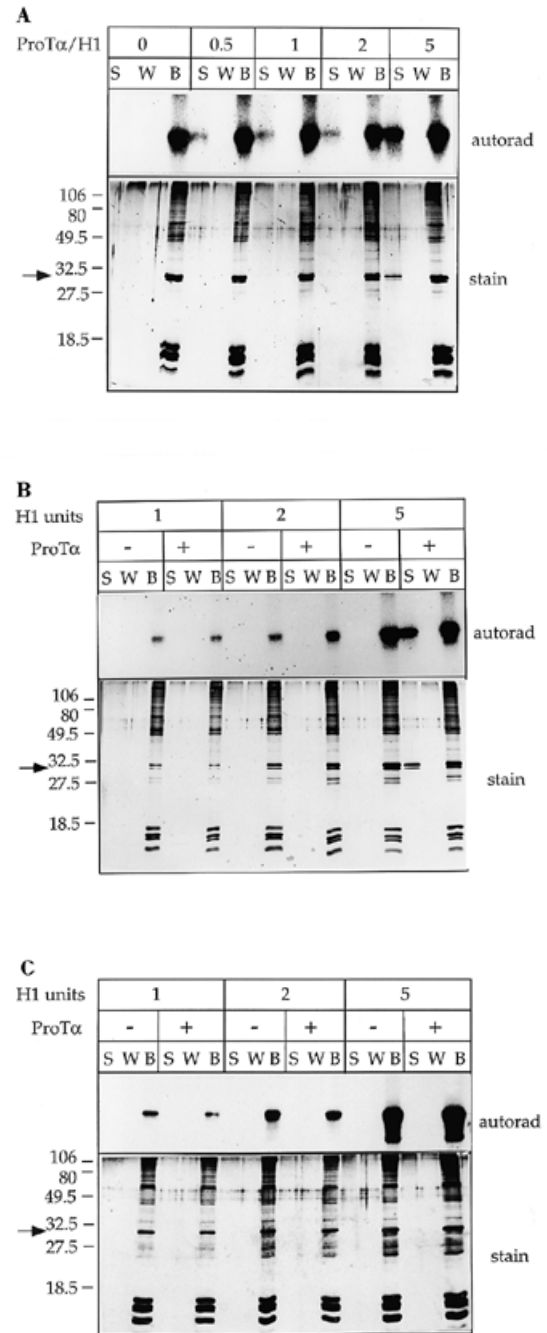 A
ProTα/H1 0 0.5 1 2 5
S W B S W B S W B S W B S W B
autorad
106
80
49.5
32.5
27.5
18.5
stain
B
H1 units 1 2 5
ProTα - + - + - +
S W B S W B S W B S W B S W B S W B
autorad
106
80
49.5
32.5
27.5
18.5
stain
C
H1 units 1 2 5
ProTα - + - + - +
S W B S W B S W B S W B S W B S W B
autorad
106
80
49.5
32.5
27.5
18.5
stain